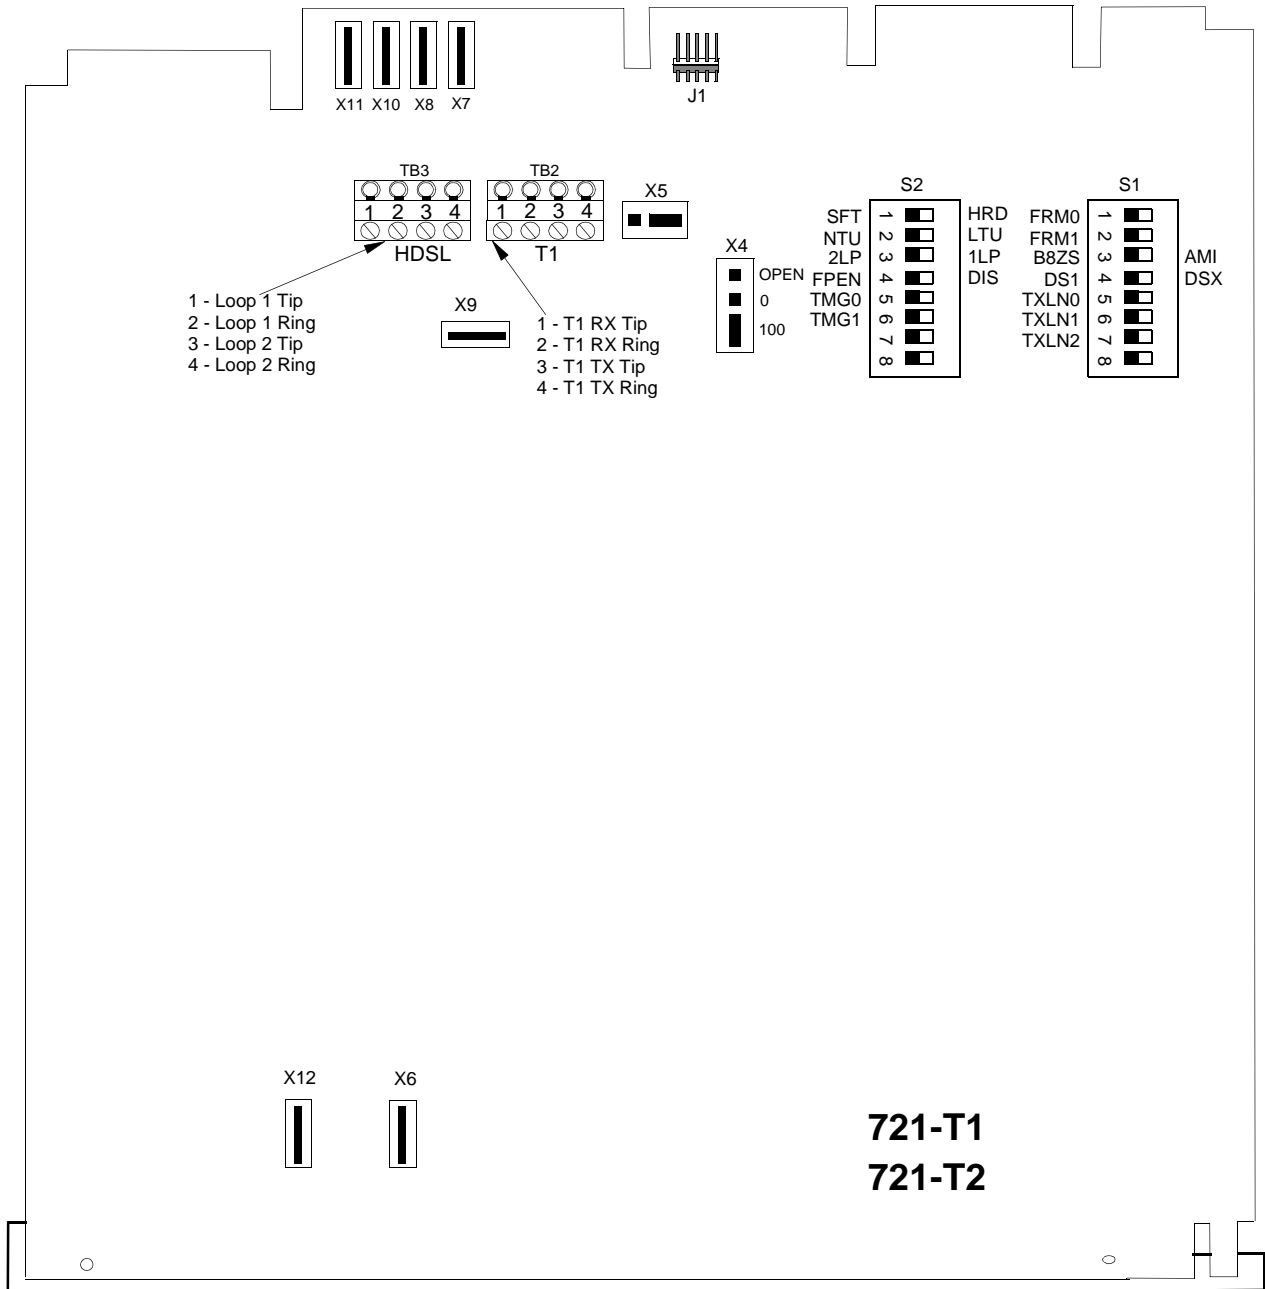 X11 X10 X8 X7
J1
TB3
1 2 3 4
HDSL
TB2
1 2 3 4
T1
X5
1 - Loop 1 Tip
2 - Loop 1 Ring
3 - Loop 2 Tip
4 - Loop 2 Ring
X9
1 - T1 RX Tip
2 - T1 RX Ring
3 - T1 TX Tip
4 - T1 TX Ring
X4
OPEN
0
100
S2
SFT 1 HRD
NTU 2 LTU
2LP 3 1LP
FPEN 4 DIS
TMG0 5
TMG1 6
7
8
S1
FRM0 1
FRM1 2
B8ZS 3 AMI
DS1 4 DSX
TXLN0 5
TXLN1 6
TXLN2 7
8
X12 X6
721-T1
721-T2